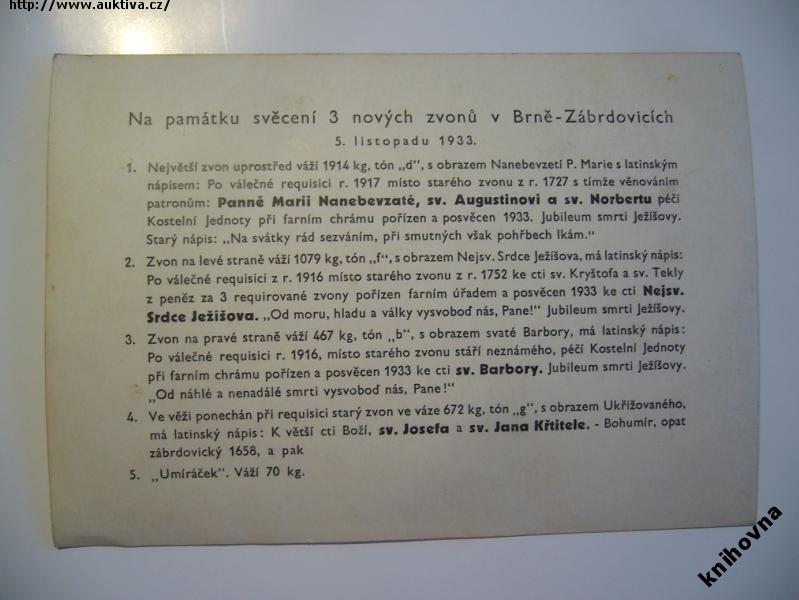 http://www.auktiva.cz/
Na památku svěcení 3 nových zvonů v Brně-Zábrdovicích
5. listopadu 1933.
1. Největší zvon uprostřed váží 1914 kg, tón „d", s obrazem Nanebevzetí P. Marie s latinským
nápisem: Po válečné requisici r. 1917 místo starého zvonu z r. 1727 s tímže věnováním
patronům: Panně Marii Nanebevzaté, sv. Augustinovi a sv. Norbertu péčí
Kostelní Jednoty při farním chrámu pořízen a posvěcen 1933. Jubileum smrti Ježíšovy.
Starý nápis: „Na svátky rád sezváním, při smutných však pohřbech lkám."
2. Zvon na levé straně váží 1079 kg, tón „f", s obrazem Nejsv. Srdce Ježíšova, má latinský nápis:
Po válečné requisici z r. 1916 místo starého zvonu z r. 1752 ke cti sv. Kryštofa a sv. Tekly
z peněz za 3 requirované zvony pořízen farním úřadem a posvěcen 1933 ke cti Nejsv.
Srdce Ježíšova. „Od moru, hladu a války vysvoboď nás, Pane!" Jubileum smrti Ježíšovy.
3. Zvon na pravé straně váží 467 kg, tón „b", s obrazem svaté Barbory, má latinský nápis:
Po válečné requisici r. 1916, místo starého zvonu stáří neznámého, péčí Kostelní Jednoty
při farním chrámu pořízen a posvěcen 1933 ke cti sv. Barbory. Jubileum smrti Ježíšovy.
„Od náhlé a nenadálé smrti vysvoboď nás, Pane!"
4. Ve věži ponechán při requisici starý zvon ve váze 672 kg, tón „g", s obrazem Ukřižovaného,
má latinský nápis: K větší cti Boží, sv. Josefa a sv. Jana Křtitele. - Bohumír, opat
zábrdovický 1658, a pak
5. „Umíráček". Váží 70 kg.
knihovna